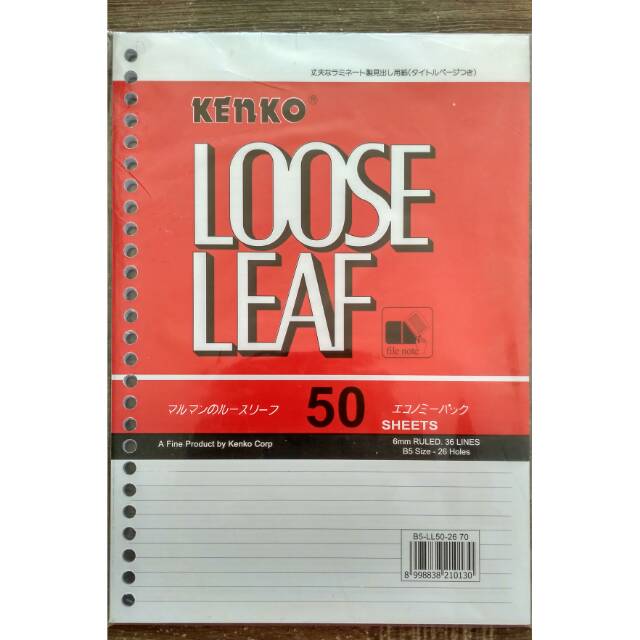 丈夫なラミネート製見出し用紙(タイトルページつき)
KENKO®
LOOSE
LEAF
file note
マルマンのルースリーフ 50 エコノミーパック
SHEETS
A Fine Product by Kenko Corp 6mm RULED. 36 LINES
B5 Size - 26 Holes
B5-LL50-26 70
8 998838 210130